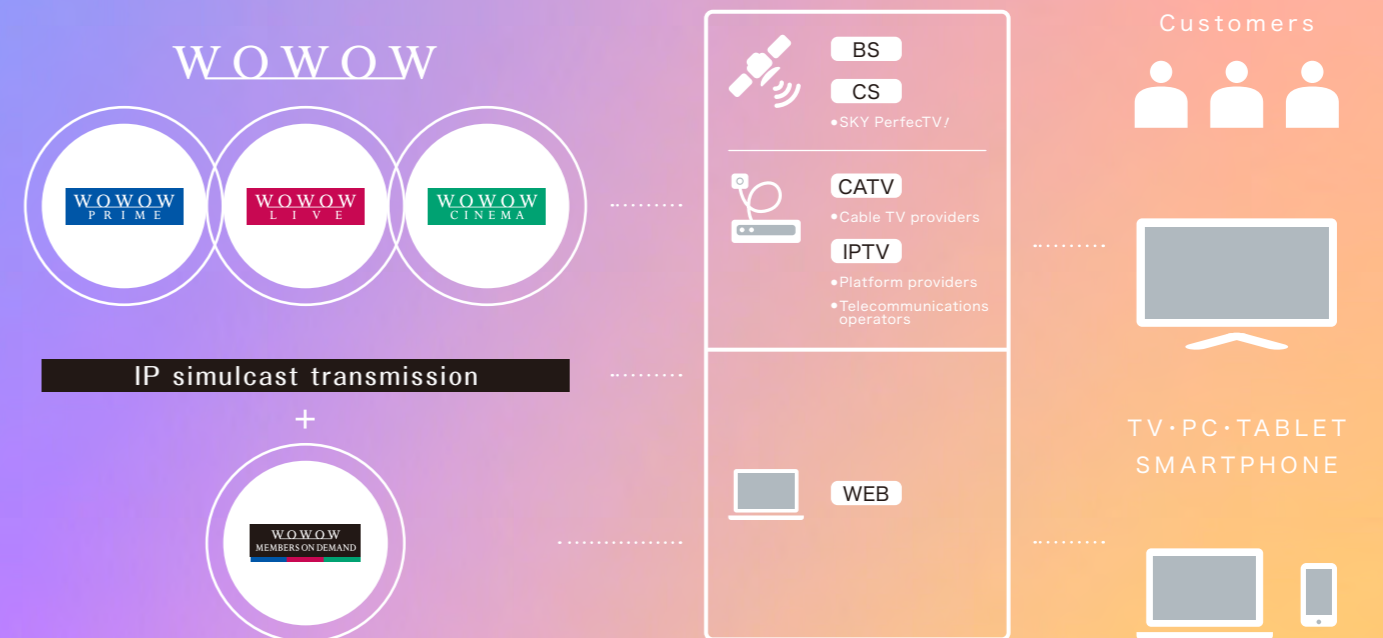 WOWOW
WOWOW
PRIME
WOWOW
LIVE
WOWOW
CINEMA
IP simulcast transmission
+
WOWOW
MEMBERS ON DEMAND
BS
CS
•SKY PerfecTV!
CATV
•Cable TV providers
IPTV
•Platform providers
•Telecommunications
operators
WEB
Customers
TV・PC・TABLET
SMARTPHONE